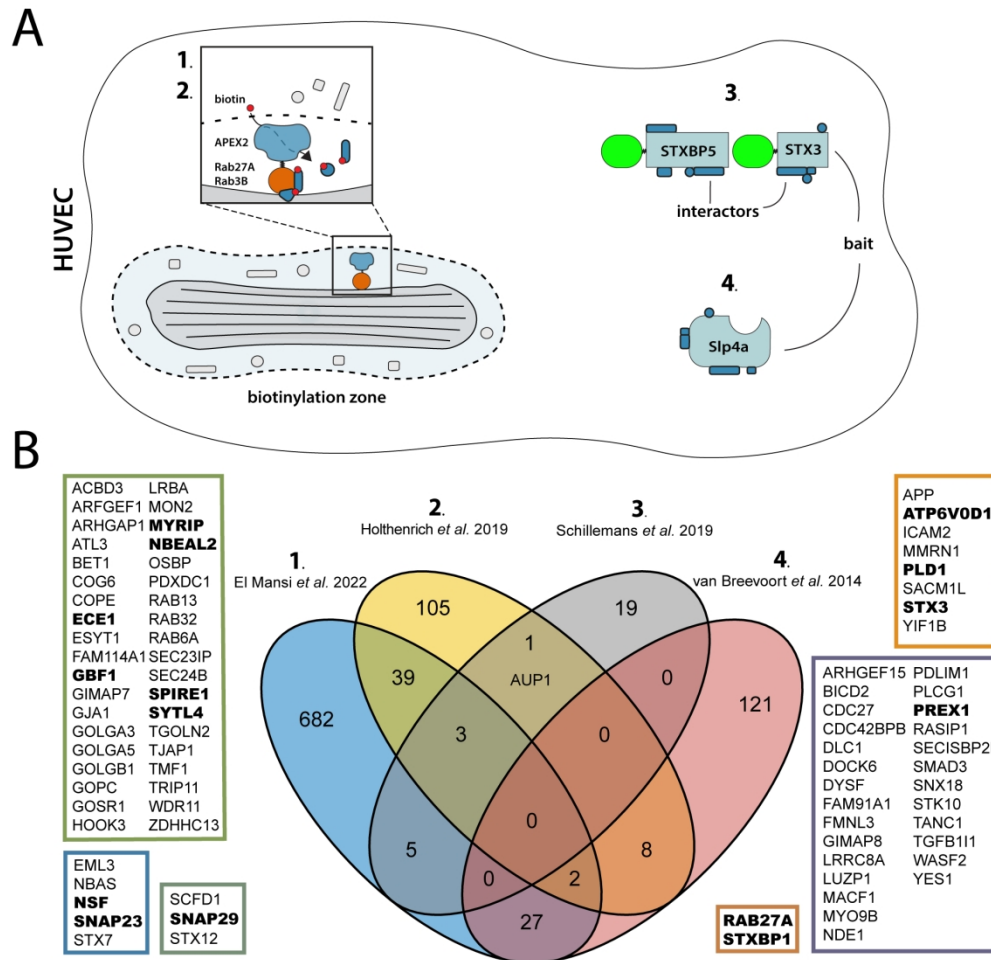 A
HUVEC
1.
2.
biotin
APEX2
Rab27A
Rab3B
biotinylation zone
3.
STXBP5
STX3
interactors
bait
4.
Slp4a
B
ACBD3 LRBA
ARFGEF1 MON2
ARHGAP1 MYRIP
ATL3 NBEAL2
BET1 OSBP
COG6 PDXDC1
COPE RAB13
ECE1 RAB32
ESYT1 RAB6A
FAM114A1 SEC23IP
GBF1 SEC24B
GIMAP7 SPIRE1
GJA1 SYTL4
GOLGA3 TGOLN2
GOLGA5 TJAP1
GOLGB1 TMF1
GOPC TRIP11
GOSR1 WDR11
HOOK3 ZDHHC13
EML3
NBAS
NSF
SNAP23
STX7
SCFD1
SNAP29
STX12
1.
El Mansi et al. 2022
2.
Holthenrich et al. 2019
3.
Schillemans et al. 2019
4.
van Breevoort et al. 2014
105
19
1
AUP1
39
0
682
121
3
0
0
5
8
0
2
27
APP
ATP6V0D1
ICAM2
MMRN1
PLD1
SACM1L
STX3
YIF1B
ARHGEF15 PDLIM1
BICD2 PLCG1
CDC27 PREX1
CDC42BPB RASIP1
DLC1 SECISBP2
DOCK6 SMAD3
DYSF SNX18
FAM91A1 STK10
FMNL3 TANC1
GIMAP8 TGFB1I1
LRRC8A WASF2
LUZP1 YES1
MACF1
MYO9B
NDE1
RAB27A
STXBP1